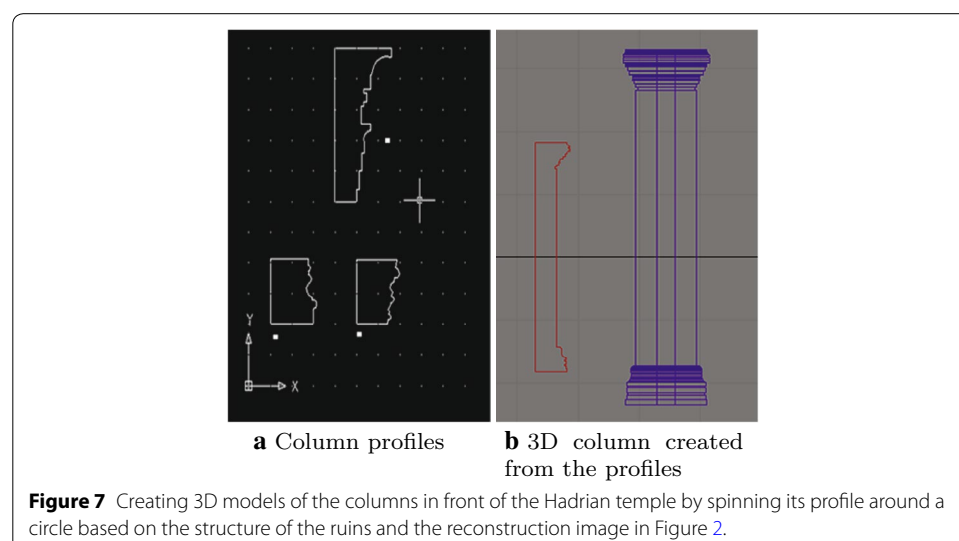 Y
X
a Column profiles
b 3D column created
from the profiles
Figure 7 Creating 3D models of the columns in front of the Hadrian temple by spinning its profile around a
circle based on the structure of the ruins and the reconstruction image in Figure 2.